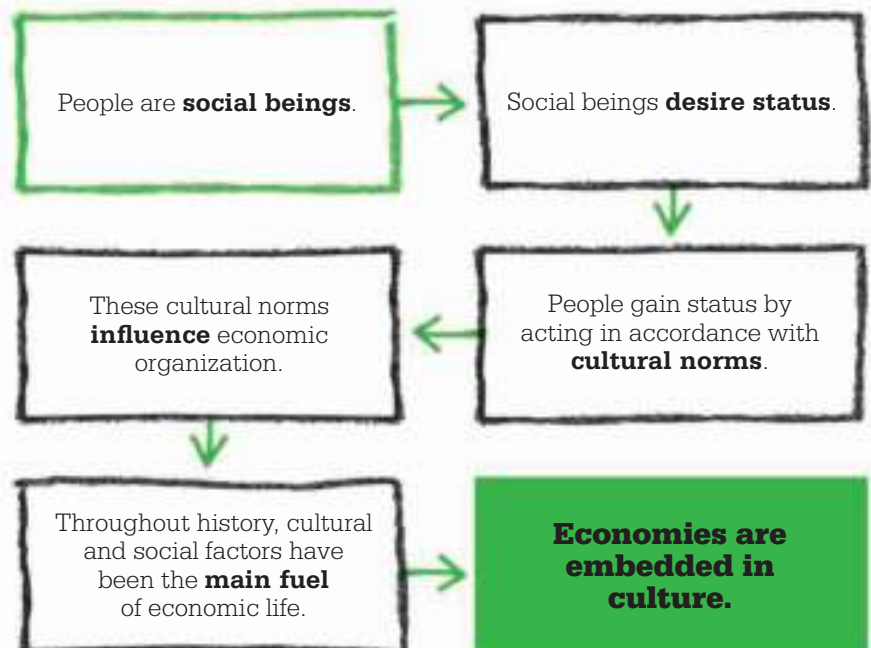 People are social beings.
Social beings desire status.
People gain status by
acting in accordance with
cultural norms.
These cultural norms
influence economic
organization.
Throughout history, cultural
and social factors have
been the main fuel
of economic life.
Economies are
embedded in
culture.